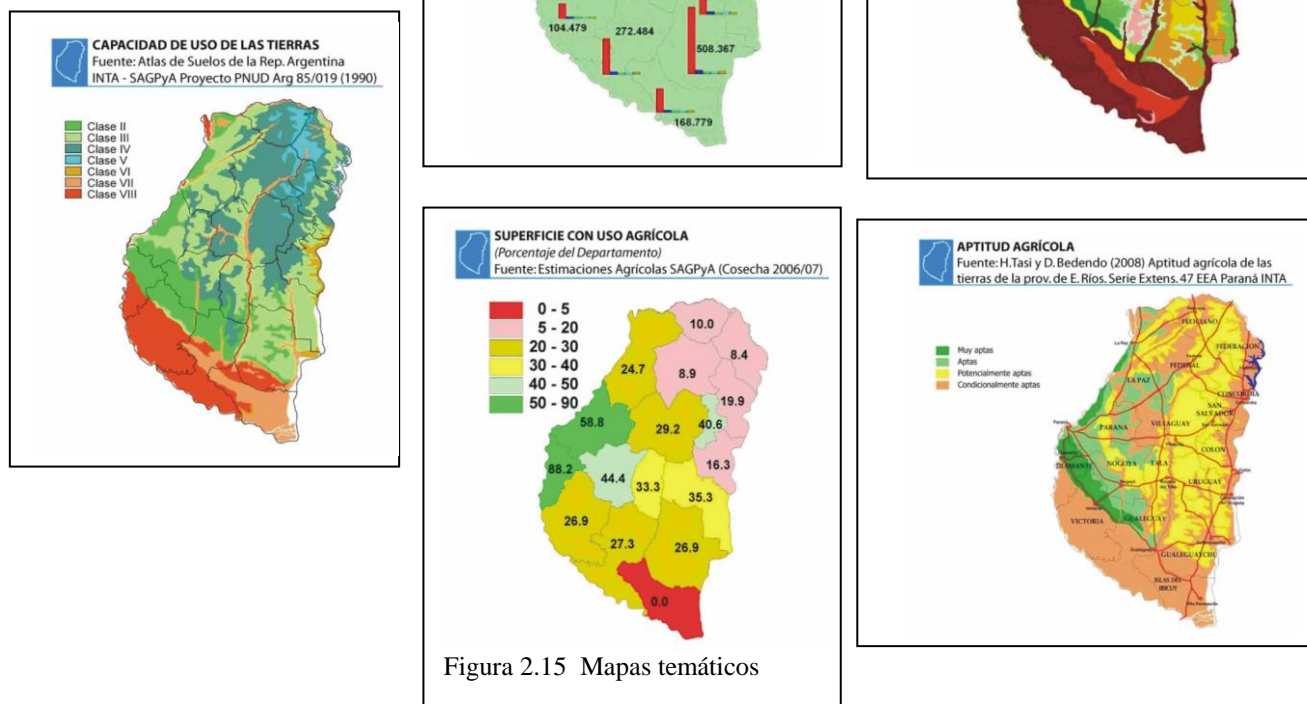 CAPACIDAD DE USO DE LAS TIERRAS
Fuente: Atlas de Suelos de la Rep. Argentina
INTA - SAGPyA Proyecto PNUD Arg 85/019 (1990)
Clase II
Clase III
Clase IV
Clase V
Clase VI
Clase VII
Clase VIII
104.479
272.484
508.367
168.779
SUPERFICIE CON USO AGRÍCOLA
(Porcentaje del Departamento)
Fuente: Estimaciones Agrícolas SAGPyA (Cosecha 2006/07)
0 - 5
5 - 20
20 - 30
30 - 40
40 - 50
50 - 90
10.0
8.4
24.7
8.9
19.9
58.8
29.2
40.6
88.2
44.4
33.3
16.3
35.3
26.9
27.3
26.9
0.0
Figura 2.15 Mapas temáticos
APTITUD AGRÍCOLA
Fuente: H.Tasi y D. Bedendo (2008) Aptitud agrícola de las
tierras de la prov. de E. Ríos. Serie Extens. 47 EEA Paraná INTA
Muy aptas
Aptas
Potencialmente aptas
Condicionalmente aptas
FELICIANO
FEDERACION
La Paz
FEDERAL
LA PAZ
CONCORDIA
SAN
SALVADOR
PARANA
VILLAGUAY
COLON
DIAMANTE
NOGOYA
TALA
URUGUAY
VICTORIA
GUALEGUAY
GUALEGUAYCHU
ISLAS DEL
IBICUY